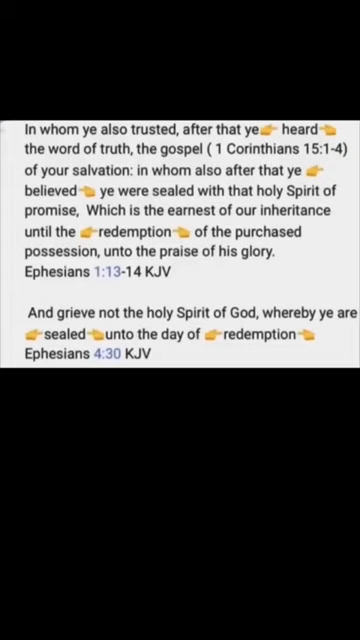 In whom ye also trusted, after that ye👉 heard👈
the word of truth, the gospel ( 1 Corinthians 15:1-4)
of your salvation: in whom also after that ye 👉
believed👈 ye were sealed with that holy Spirit of
promise, Which is the earnest of our inheritance
until the 👉redemption👈 of the purchased
possession, unto the praise of his glory.
Ephesians 1:13-14 KJV
And grieve not the holy Spirit of God, whereby ye are
👉sealed👈unto the day of 👉redemption👈
Ephesians 4:30 KJV